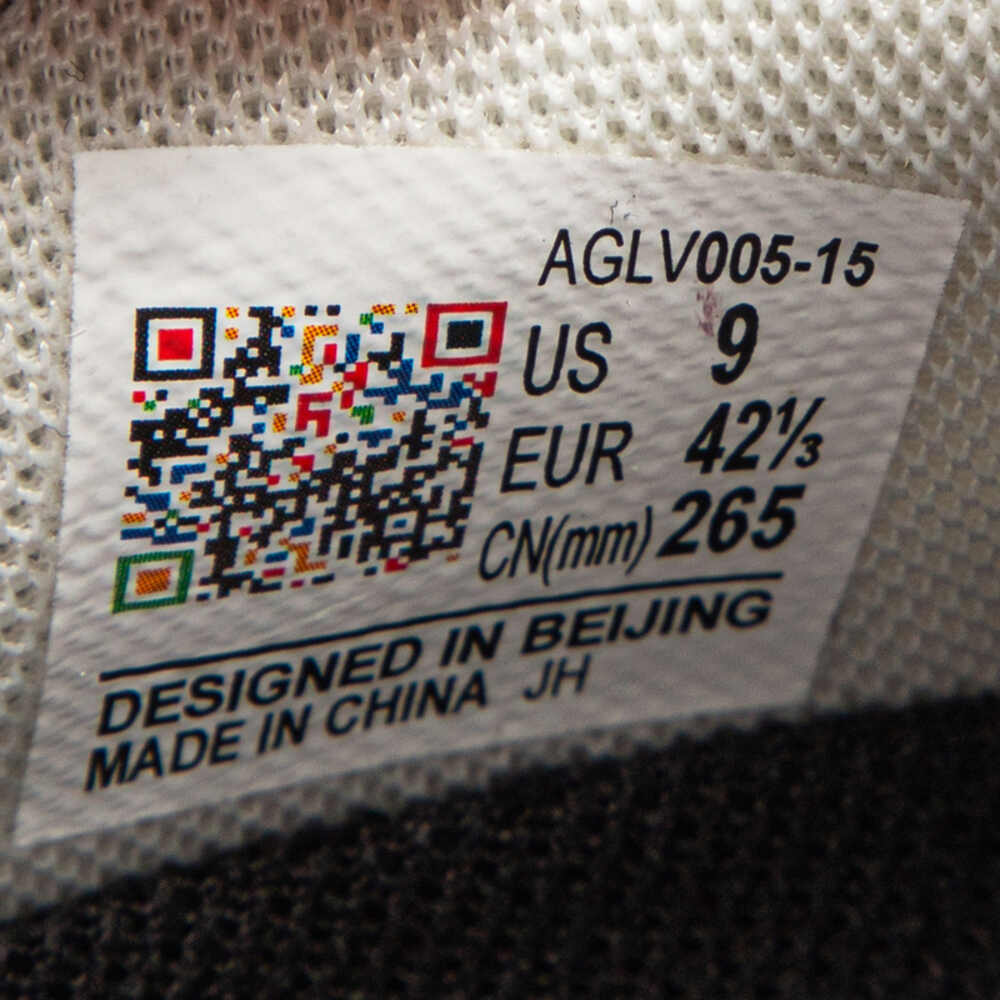 AGLV005-15
US 9
EUR 42⅓
CN(mm) 265
DESIGNED IN BEIJING
MADE IN CHINA JH